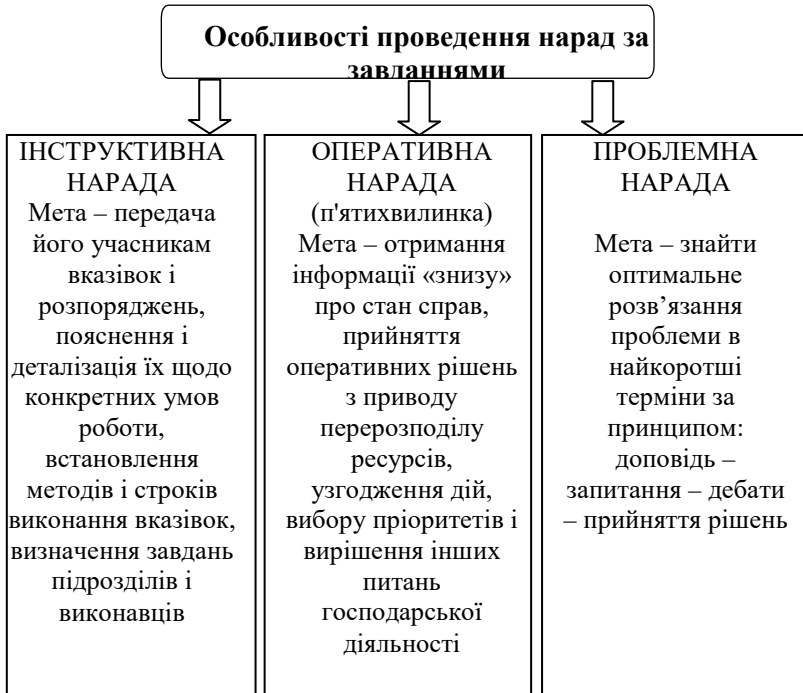 Особливості проведення нарад за
завданнями
ІНСТРУКТИВНА
НАРАДА
Мета – передача
його учасникам
вказівок і
розпоряджень,
пояснення і
деталізація їх щодо
конкретних умов
роботи,
встановлення
методів і строків
виконання вказівок,
визначення завдань
підрозділів і
виконавців
ОПЕРАТИВНА
НАРАДА
(п'ятихвилинка)
Мета – отримання
інформації «знизу»
про стан справ,
прийняття
оперативних рішень
з приводу
перерозподілу
ресурсів,
узгодження дій,
вибору пріоритетів і
вирішення інших
питань
господарської
діяльності
ПРОБЛЕМНА
НАРАДА
Мета – знайти
оптимальне
розв’язання
проблеми в
найкоротші
терміни за
принципом:
доповідь –
запитання – дебати
– прийняття рішень